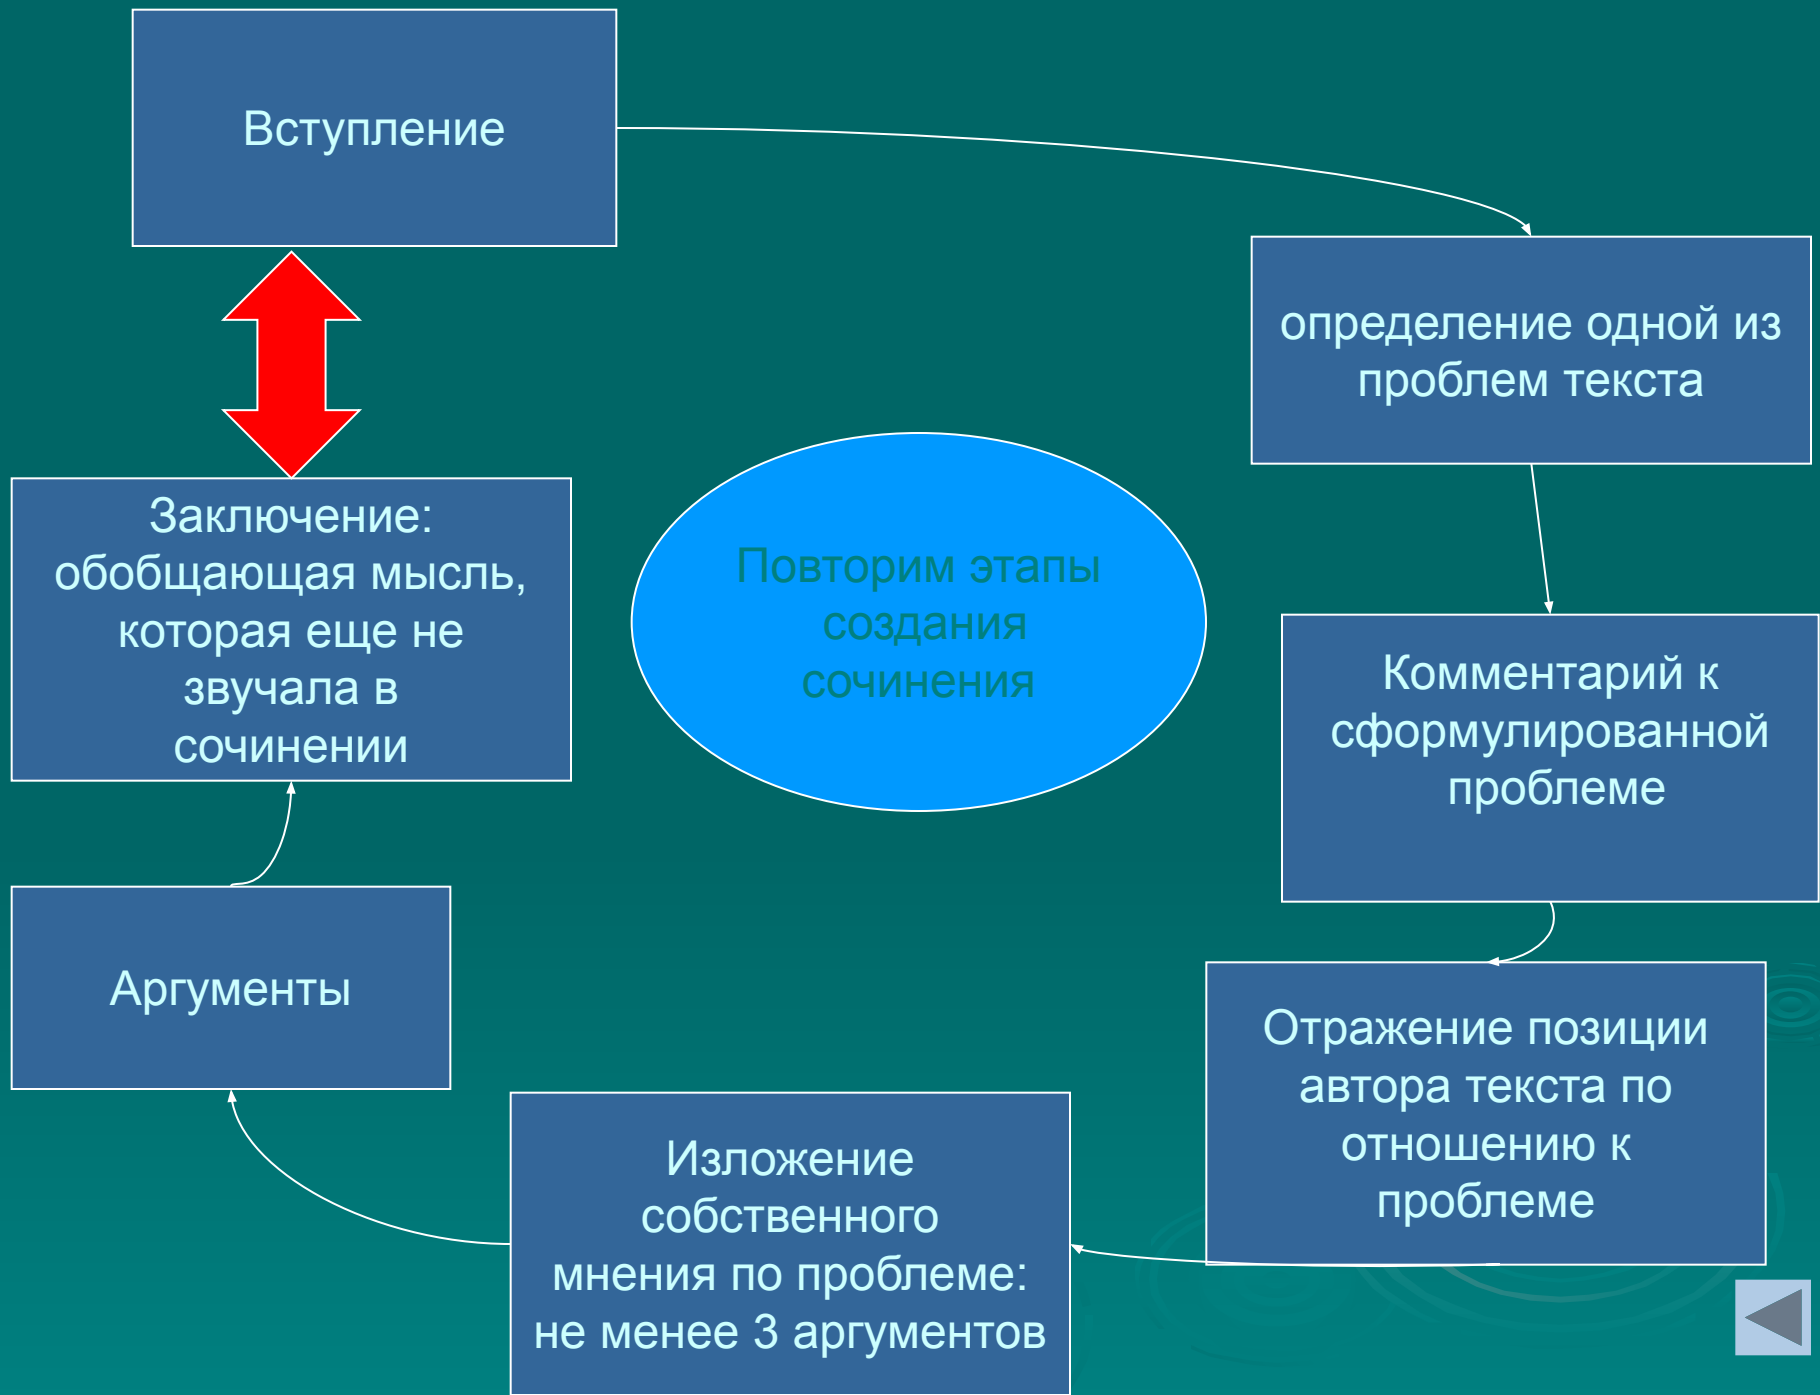 Вступление
определение одной из
проблем текста
Комментарий к
сформулированной
проблеме
Отражение позиции
автора текста по
отношению к
проблеме
Изложение
собственного
мнения по проблеме:
не менее 3 аргументов
Аргументы
Заключение:
обобщающая мысль,
которая еще не
звучала в
сочинении
Повторим этапы
создания
сочинения